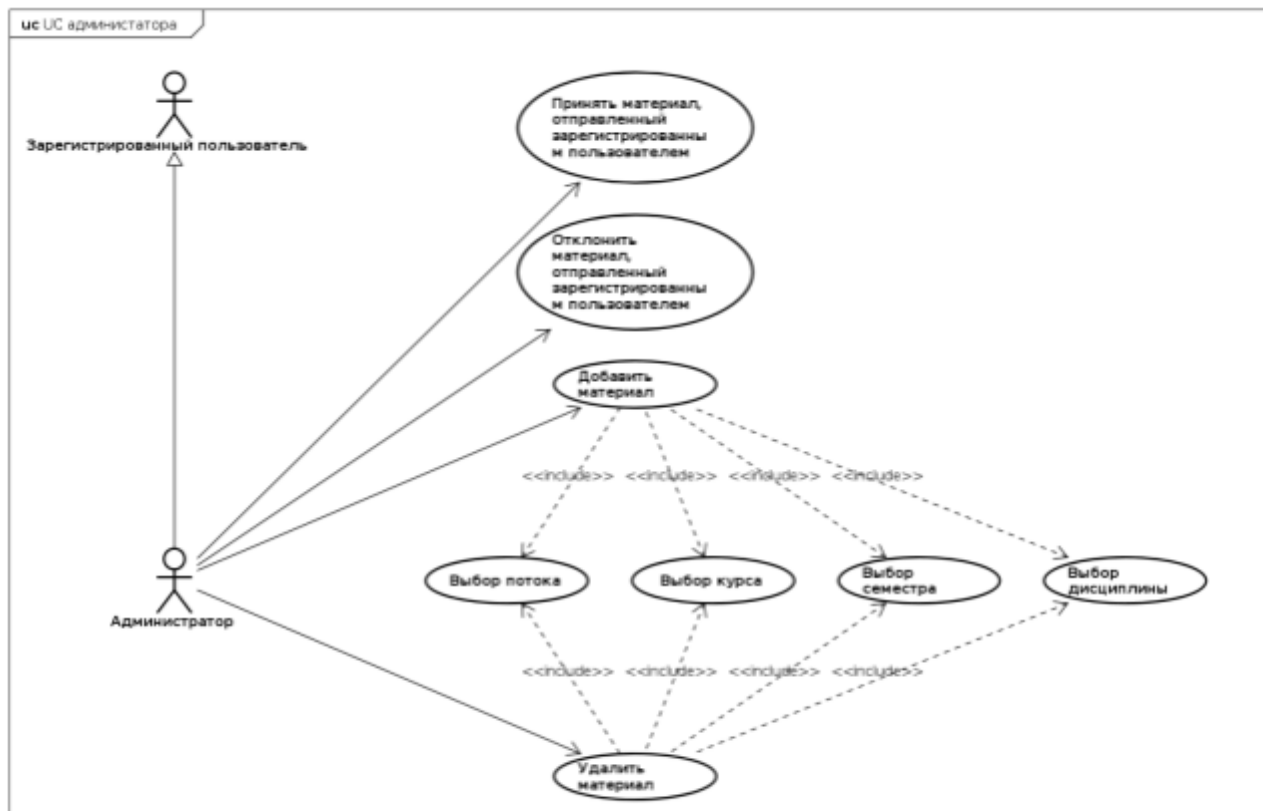 uc UC администатора
Зарегистрированный пользователь
Принять материал,
отправленный
зарегистрированны
м пользователем
Отклонить
материал,
отправленный
зарегистрированны
м пользователем
Добавить
материал
<<include>> <<include>> <<include>> <<include>>
Выбор потока
Выбор курса
Выбор
семестра
Выбор
дисциплины
Администратор
<<include>> <<include>> <<include>> <<include>>
Удалить
материал